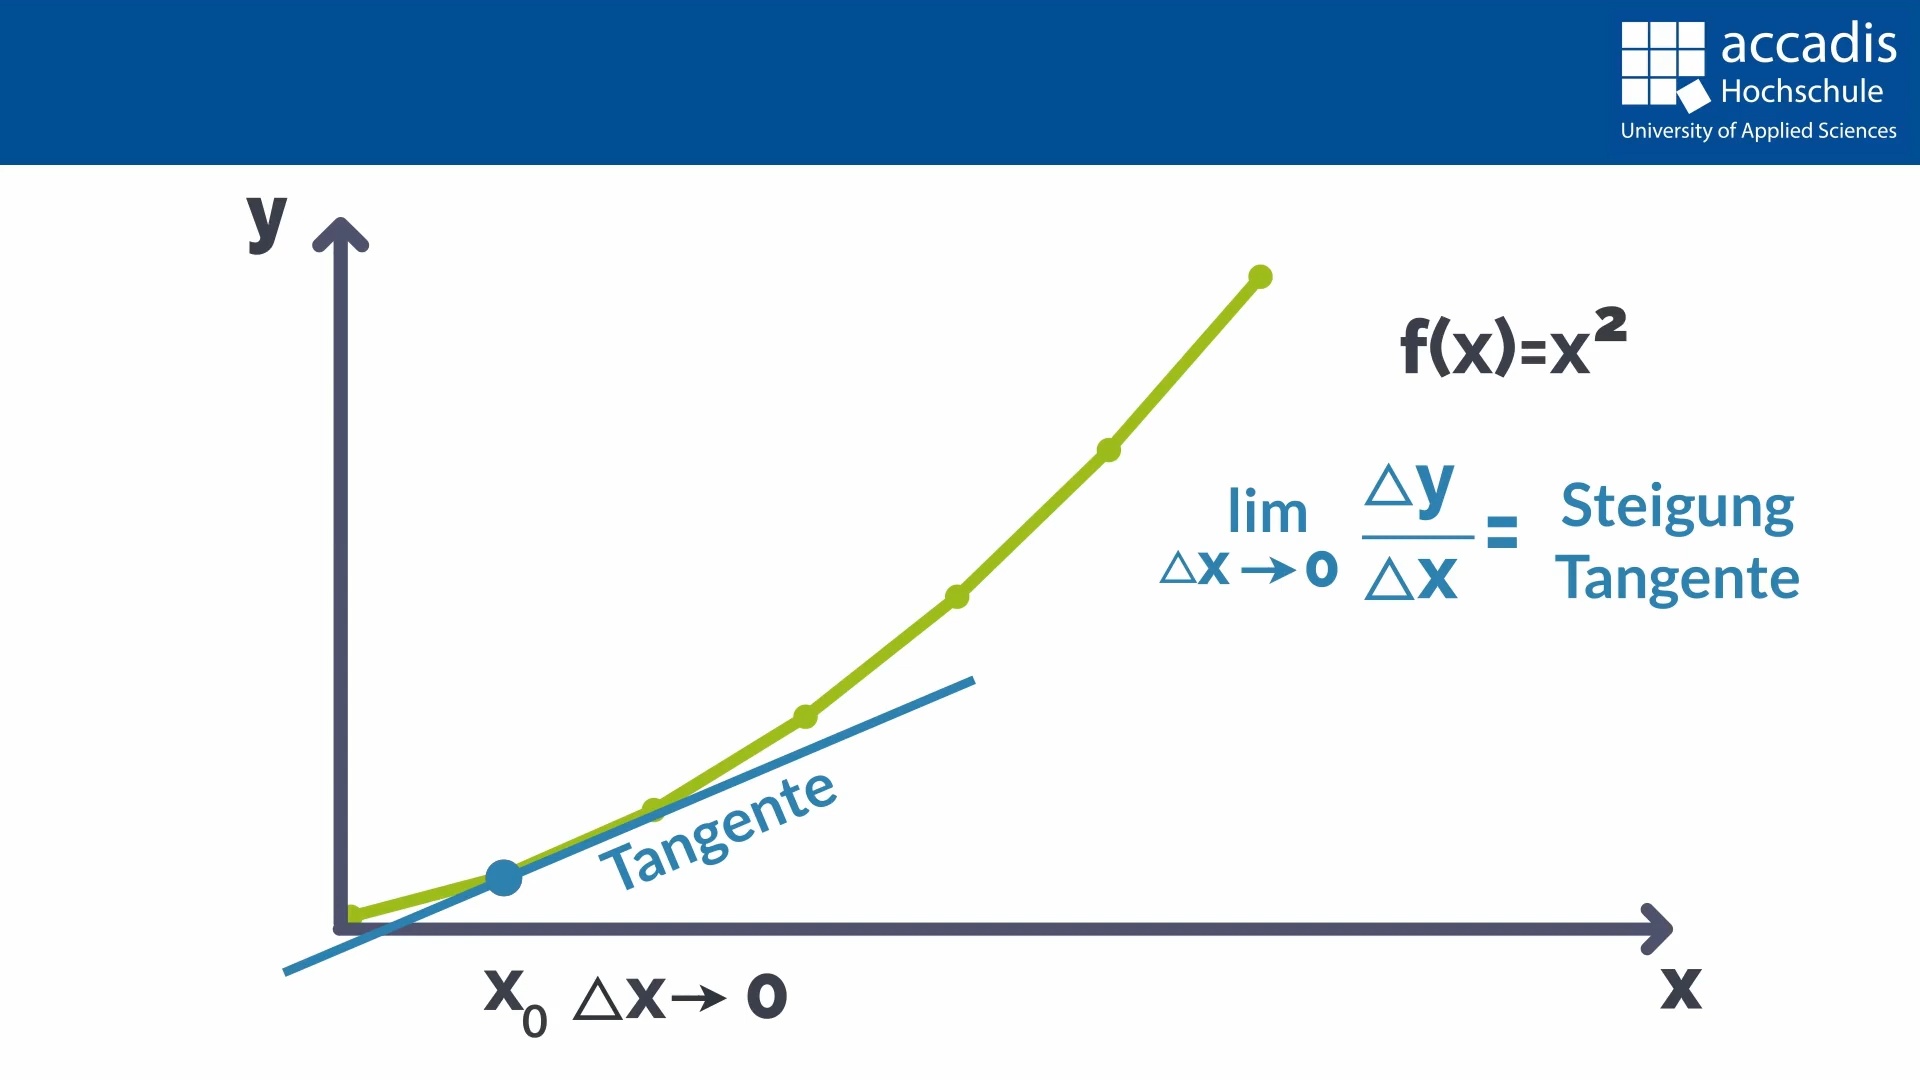 accadis
Hochschule
University of Applied Sciences
y
f(x)=x²
lim △y = Steigung
△x→0 △x Tangente
Tangente
x₀ △x→ 0
x